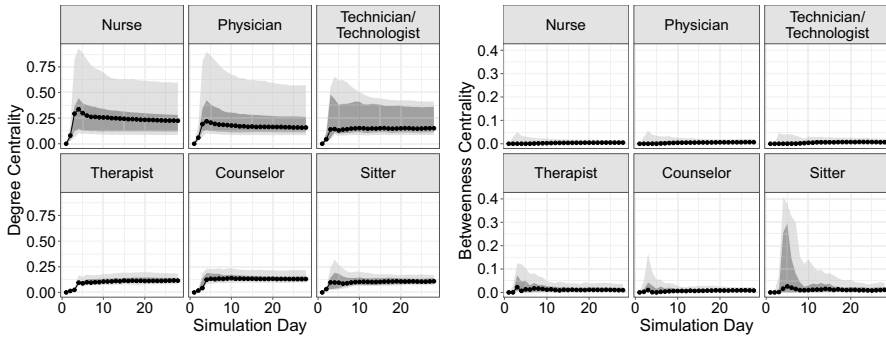 Nurse
Physician
Technician/
Technologist
0.75
0.50
0.25
0.00
Therapist
Counselor
Sitter
0.75
0.50
0.25
0.00
0
10
20
0
10
20
0
10
20
Degree Centrality
Simulation Day
Nurse
Physician
Technician/
Technologist
0.4
0.3
0.2
0.1
0.0
Therapist
Counselor
Sitter
0.4
0.3
0.2
0.1
0.0
0
10
20
0
10
20
0
10
20
Betweenness Centrality
Simulation Day